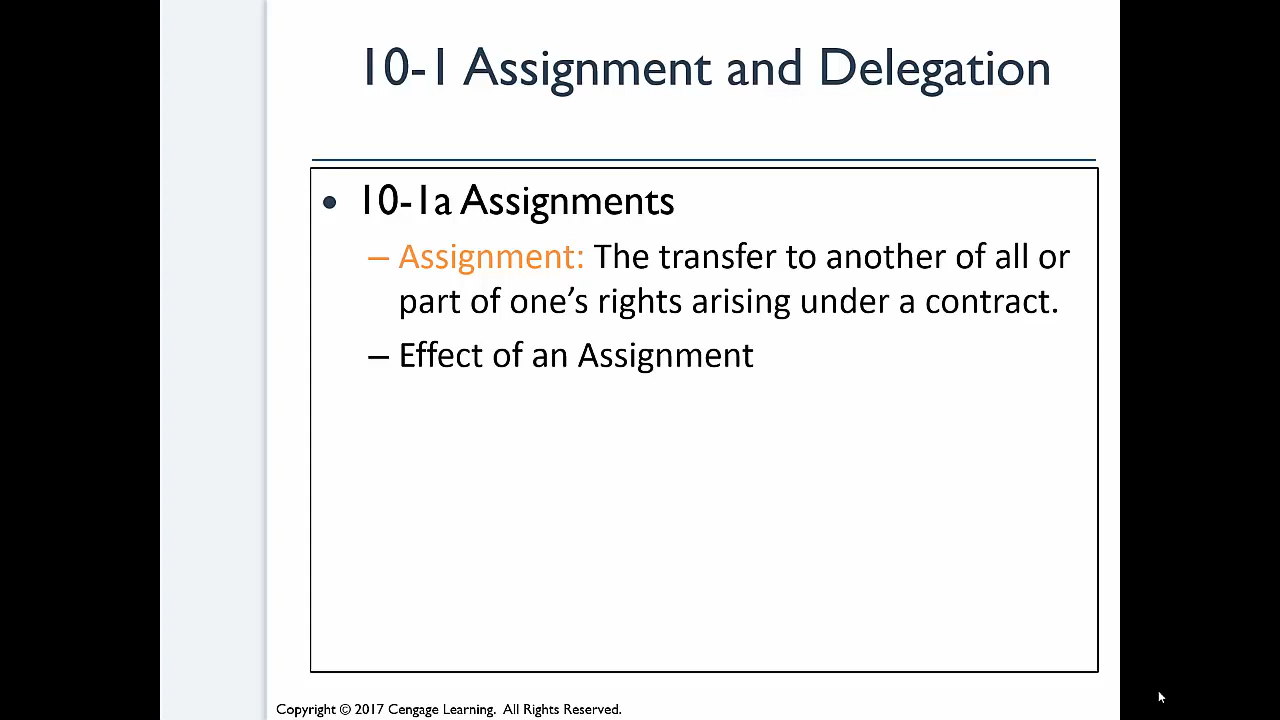 10-1 Assignment and Delegation
• 10-1a Assignments
– Assignment: The transfer to another of all or
part of one’s rights arising under a contract.
– Effect of an Assignment
Copyright © 2017 Cengage Learning. All Rights Reserved.